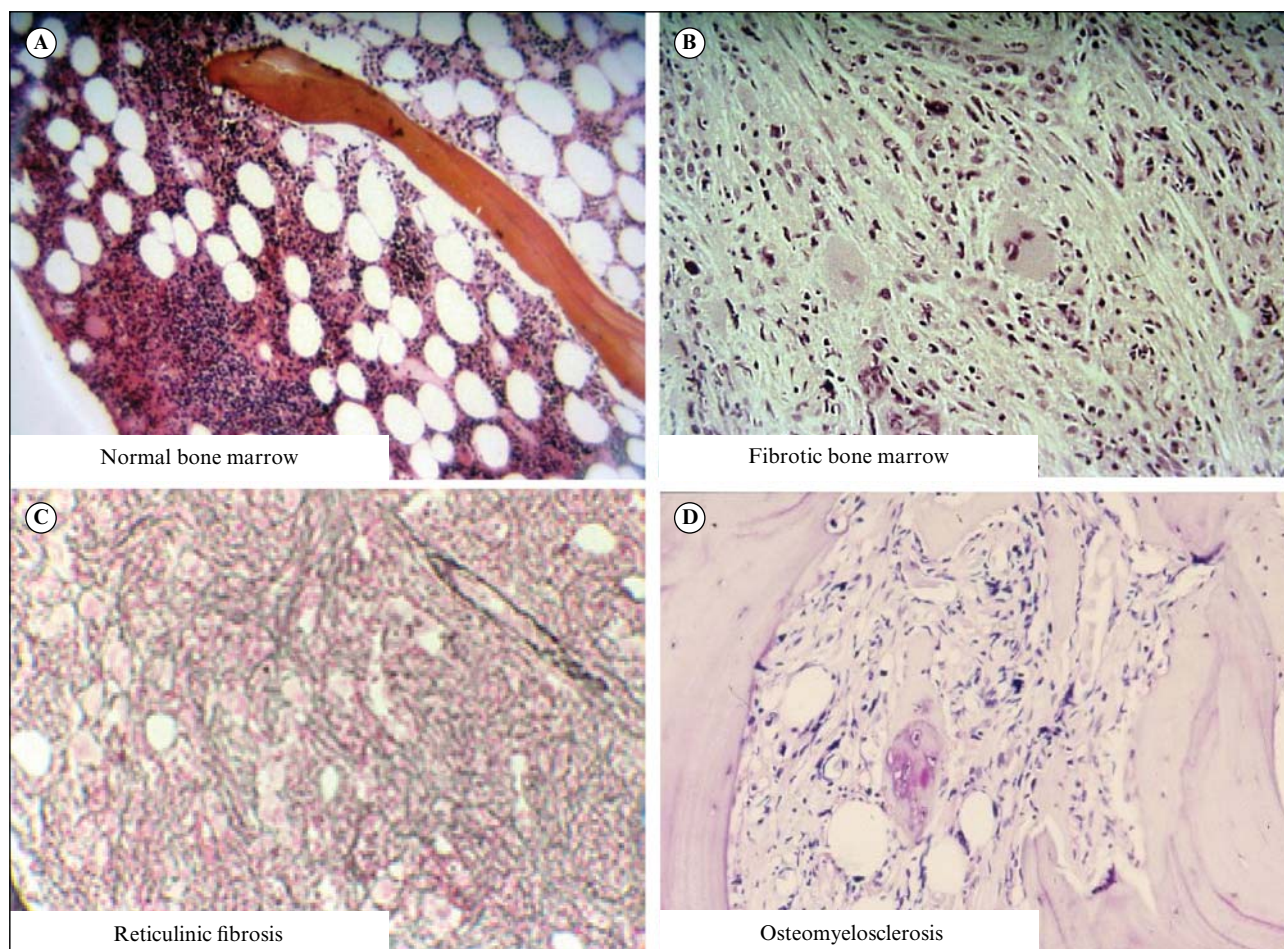 A
Normal bone marrow
B
Fibrotic bone marrow
C
Reticulinic fibrosis
D
Osteomyelosclerosis